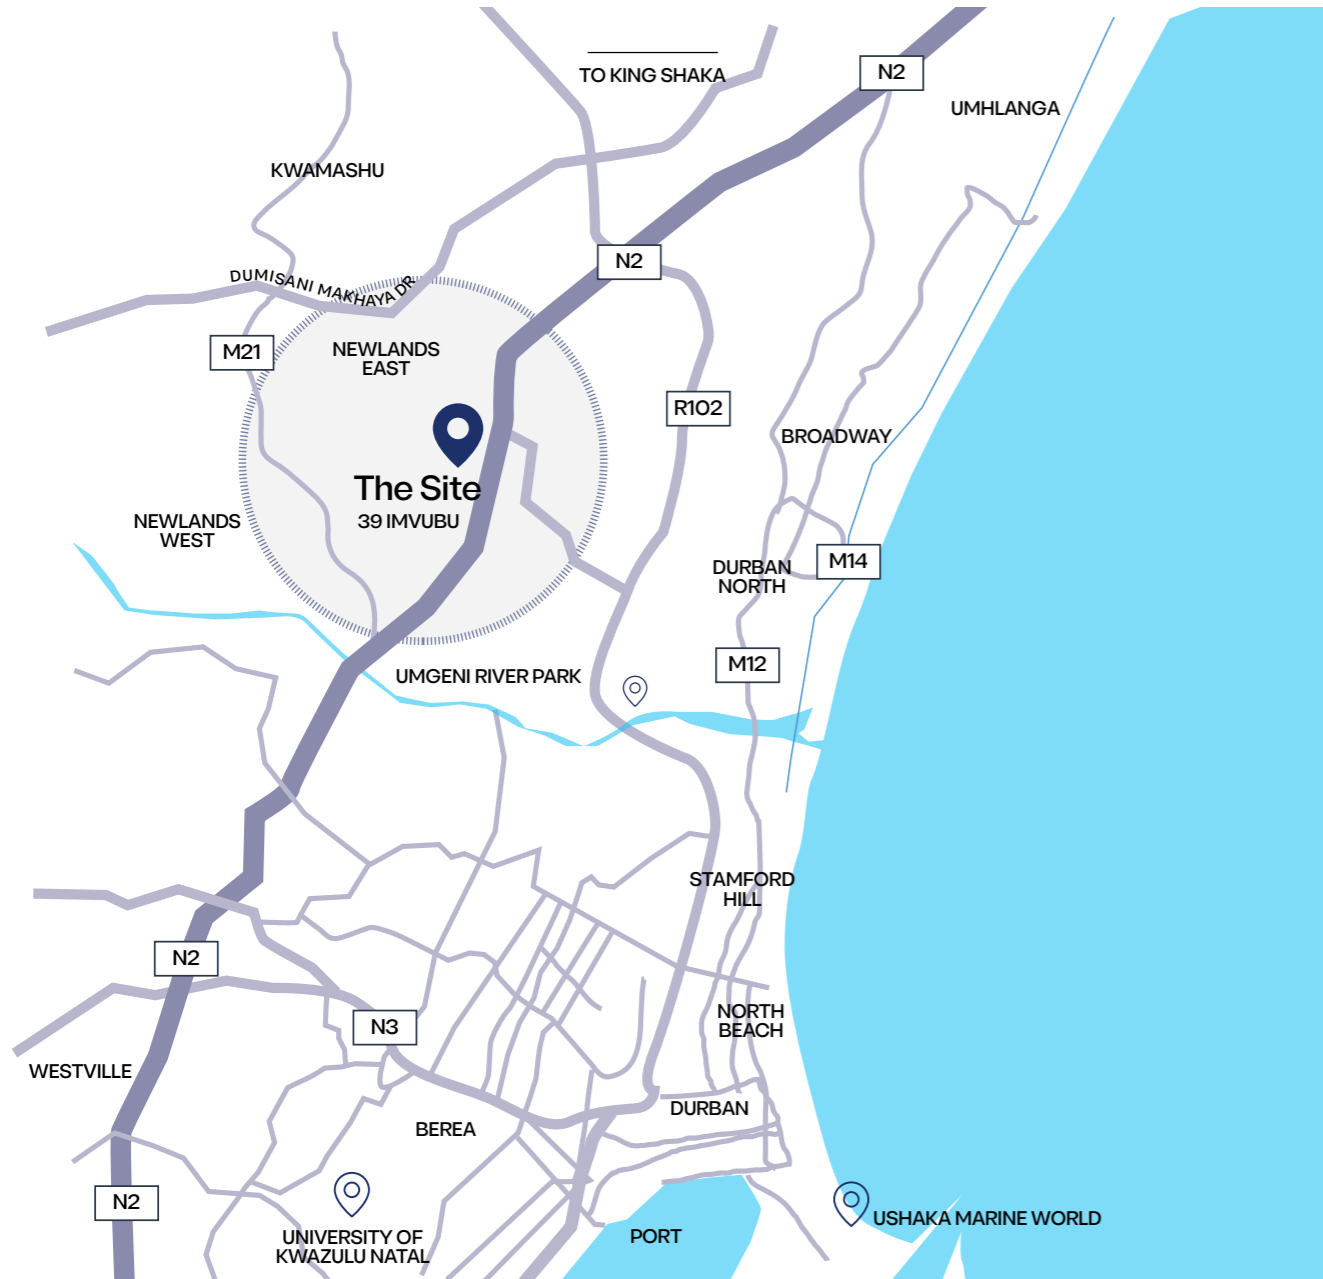 TO KING SHAKA
N2
UMHLANGA
KWAMASHU
N2
DUMISANI MAKHAYA DR
M21
NEWLANDS
EAST
R102
BROADWAY
The Site
39 IMVUBU
NEWLANDS
WEST
M14
DURBAN
NORTH
M12
UMGENI RIVER PARK
STAMFORD
HILL
N2
NORTH
BEACH
N3
WESTVILLE
DURBAN
BEREA
N2
USHAKA MARINE WORLD
UNIVERSITY OF
KWAZULU NATAL
PORT